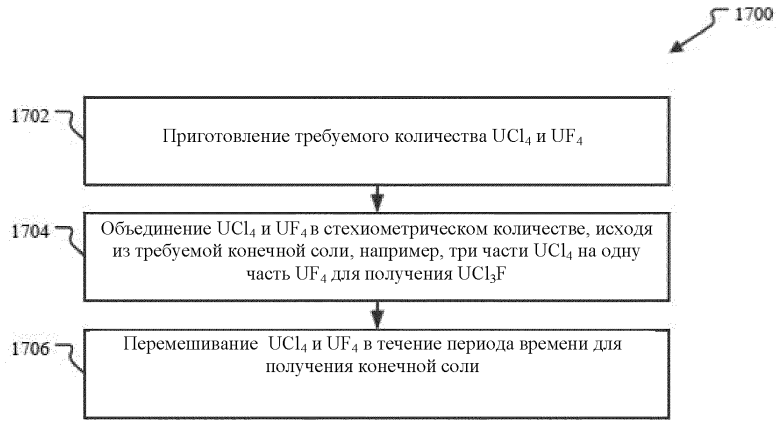 1700
1702
Приготовление требуемого количества UCl₄ и UF₄
1704
Объединение UCl₄ и UF₄ в стехиометрическом количестве, исходя
из требуемой конечной соли, например, три части UCl₄ на одну
часть UF₄ для получения UCl₃F
1706
Перемешивание UCl₄ и UF₄ в течение периода времени для
получения конечной соли